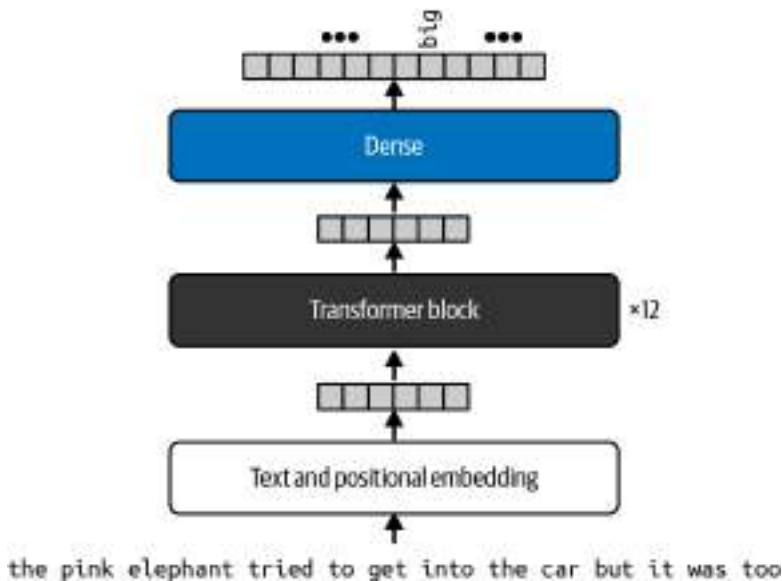 big
Dense
Transformer block ×12
Text and positional embedding
the pink elephant tried to get into the car but it was too